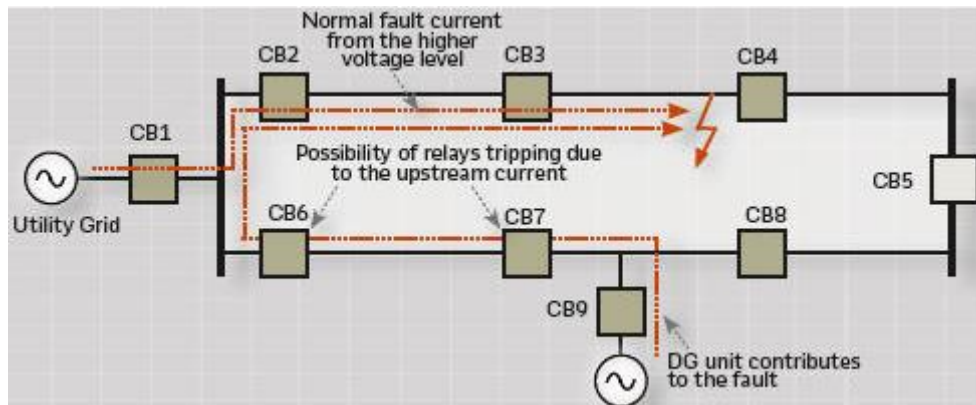 Normal fault current
from the higher
voltage level
CB2
CB3
CB4
CB1
Possibility of relays tripping due
to the upstream current
CB5
Utility Grid
CB6
CB7
CB8
CB9
DG unit contributes
to the fault